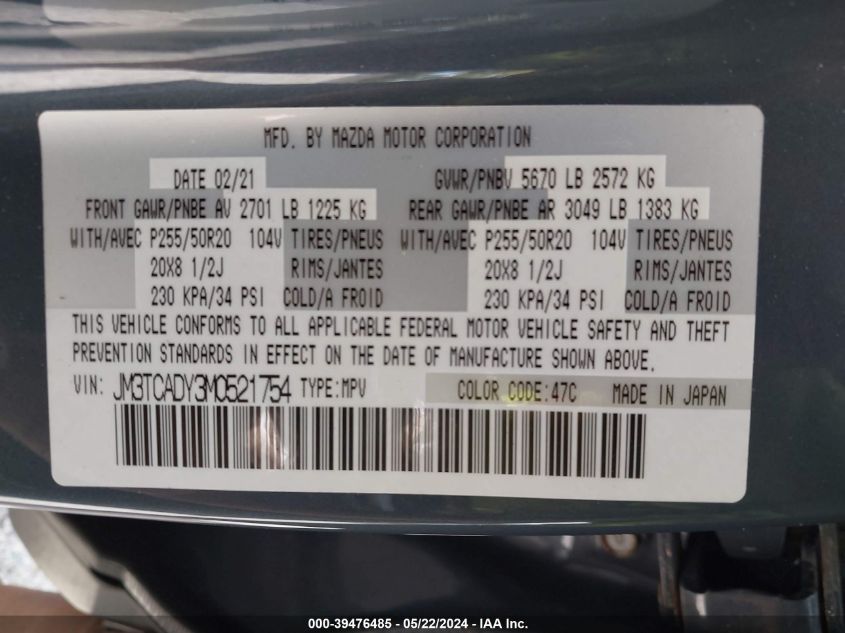 MFD. BY MAZDA MOTOR CORPORATION
DATE 02/21 GVWR/PNBV 5670 LB 2572 KG
FRONT GAWR/PNBE AV 2701 LB 1225 KG REAR GAWR/PNBE AR 3049 LB 1383 KG
WITH/AVEC P255/50R20 104V TIRES/PNEUS WITH/AVEC P255/50R20 104V TIRES/PNEUS
20X8 1/2J RIMS/JANTES 20X8 1/2J RIMS/JANTES
230 KPA/34 PSI COLD/A FROID 230 KPA/34 PSI COLD/A FROID
THIS VEHICLE CONFORMS TO ALL APPLICABLE FEDERAL MOTOR VEHICLE SAFETY AND THEFT
PREVENTION STANDARDS IN EFFECT ON THE DATE OF MANUFACTURE SHOWN ABOVE.
VIN: JM3TCADY3M0521754 TYPE:MPV COLOR CODE:47C MADE IN JAPAN
000-39476485 - 05/22/2024 - IAA Inc.